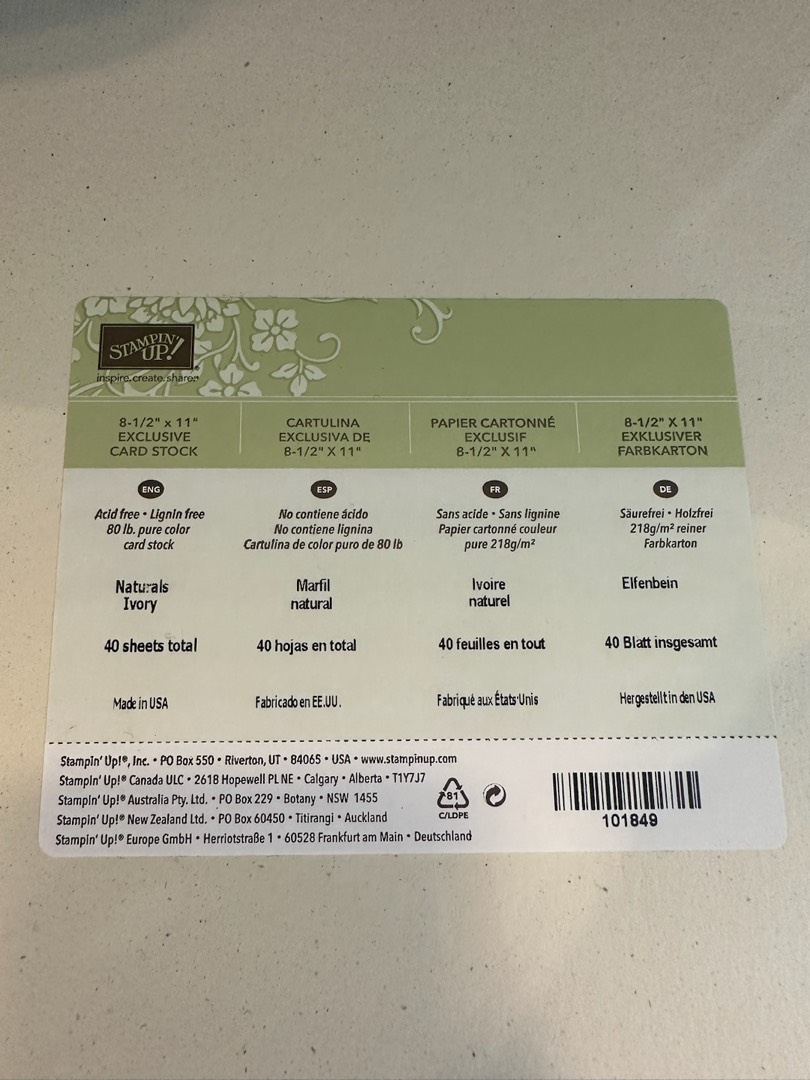 STAMPIN' UP!®
inspire.create.share.®
8-1/2" x 11"
EXCLUSIVE
CARD STOCK
CARTULINA
EXCLUSIVA DE
8-1/2" X 11"
PAPIER CARTONNÉ
EXCLUSIF
8-1/2" X 11"
8-1/2" X 11"
EXKLUSIVER
FARBKARTON
ENG
Acid free • Lignin free
80 lb. pure color
card stock
ESP
No contiene ácido
No contiene lignina
Cartulina de color puro de 80 lb
FR
Sans acide • Sans lignine
Papier cartonné couleur
pure 218g/m²
DE
Säurefrei • Holzfrei
218g/m² reiner
Farbkarton
Naturals
Ivory
Marfil
natural
Ivoire
naturel
Elfenbein
40 sheets total
40 hojas en total
40 feuilles en tout
40 Blatt insgesamt
Made in USA
Fabricado en EE.UU.
Fabriqué aux États-Unis
Hergestellt in den USA
Stampin' Up!®, Inc. • PO Box 550 • Riverton, UT • 84065 • USA • www.stampinup.com
Stampin' Up!® Canada ULC • 2618 Hopewell PL NE • Calgary • Alberta • T1Y7J7
Stampin' Up!® Australia Pty. Ltd. • PO Box 229 • Botany • NSW 1455
Stampin' Up!® New Zealand Ltd. • PO Box 60450 • Titirangi • Auckland
Stampin' Up!® Europe GmbH • Herriotstraße 1 • 60528 Frankfurt am Main • Deutschland
81
C/LDPE
101849